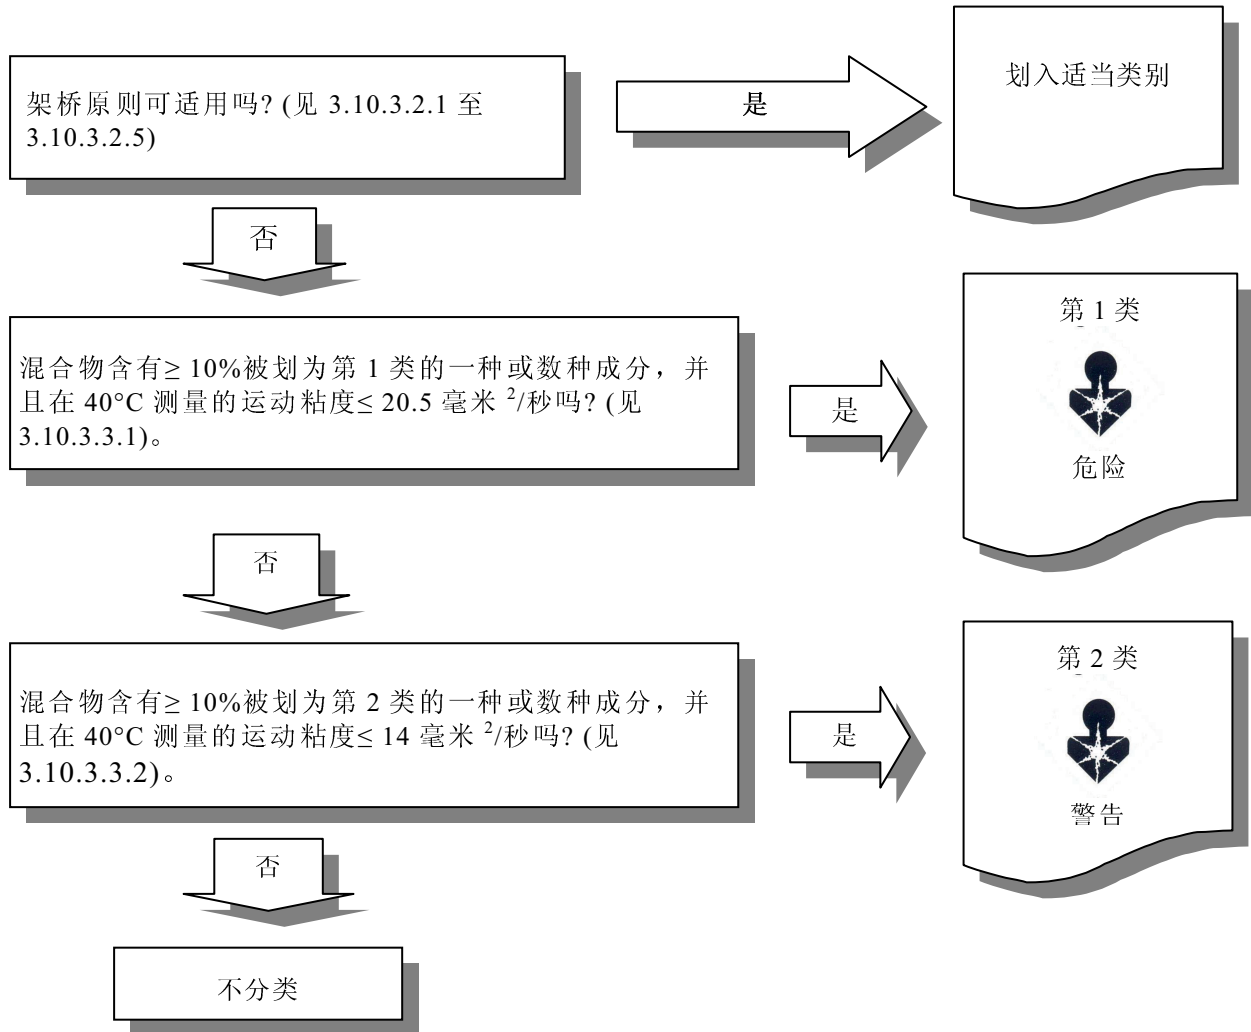 架桥原则可适用吗? (见 3.10.3.2.1 至
3.10.3.2.5)
是
划入适当类别
否
混合物含有≥ 10%被划为第 1 类的一种或数种成分，并
且在 40°C 测量的运动粘度≤ 20.5 毫米 ²/秒吗? (见
3.10.3.3.1)。
是
第 1 类
危险
否
混合物含有≥ 10%被划为第 2 类的一种或数种成分，并
且在 40°C 测量的运动粘度≤ 14 毫米 ²/秒吗? (见
3.10.3.3.2)。
是
第 2 类
警告
否
不分类